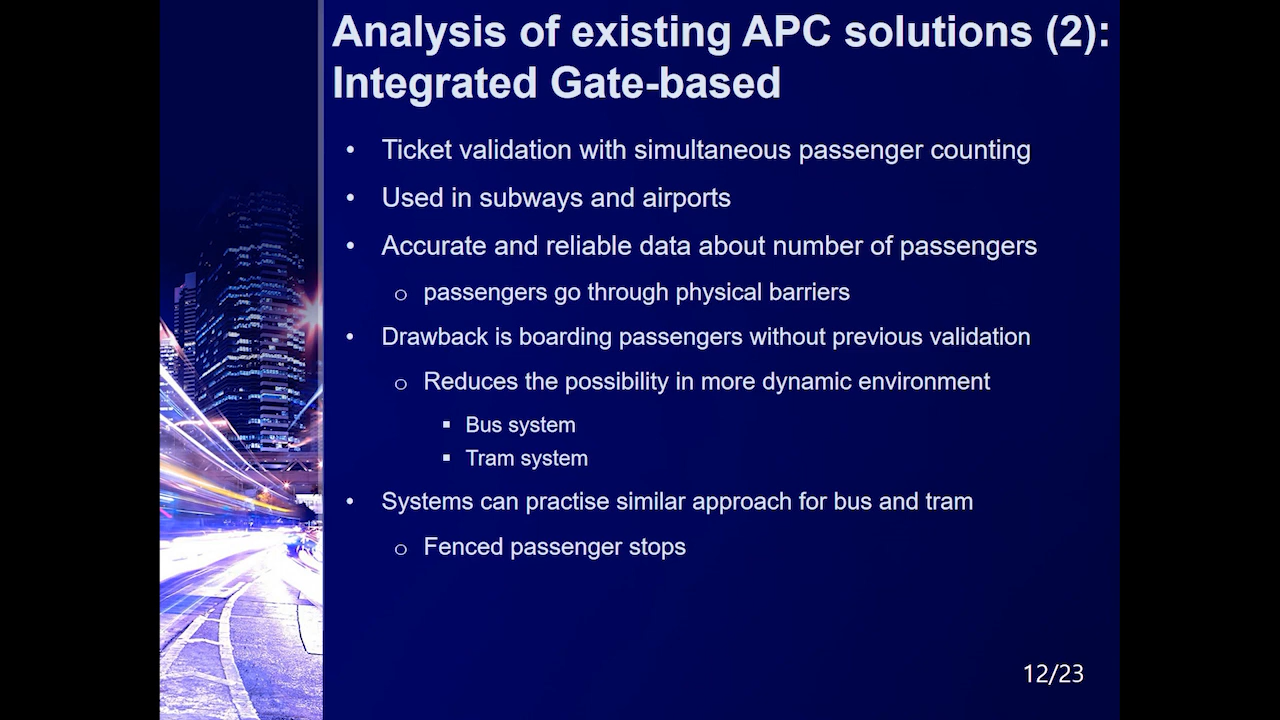 Analysis of existing APC solutions (2):
Integrated Gate-based
• Ticket validation with simultaneous passenger counting
• Used in subways and airports
• Accurate and reliable data about number of passengers
o passengers go through physical barriers
• Drawback is boarding passengers without previous validation
o Reduces the possibility in more dynamic environment
▪ Bus system
▪ Tram system
• Systems can practise similar approach for bus and tram
o Fenced passenger stops
12/23